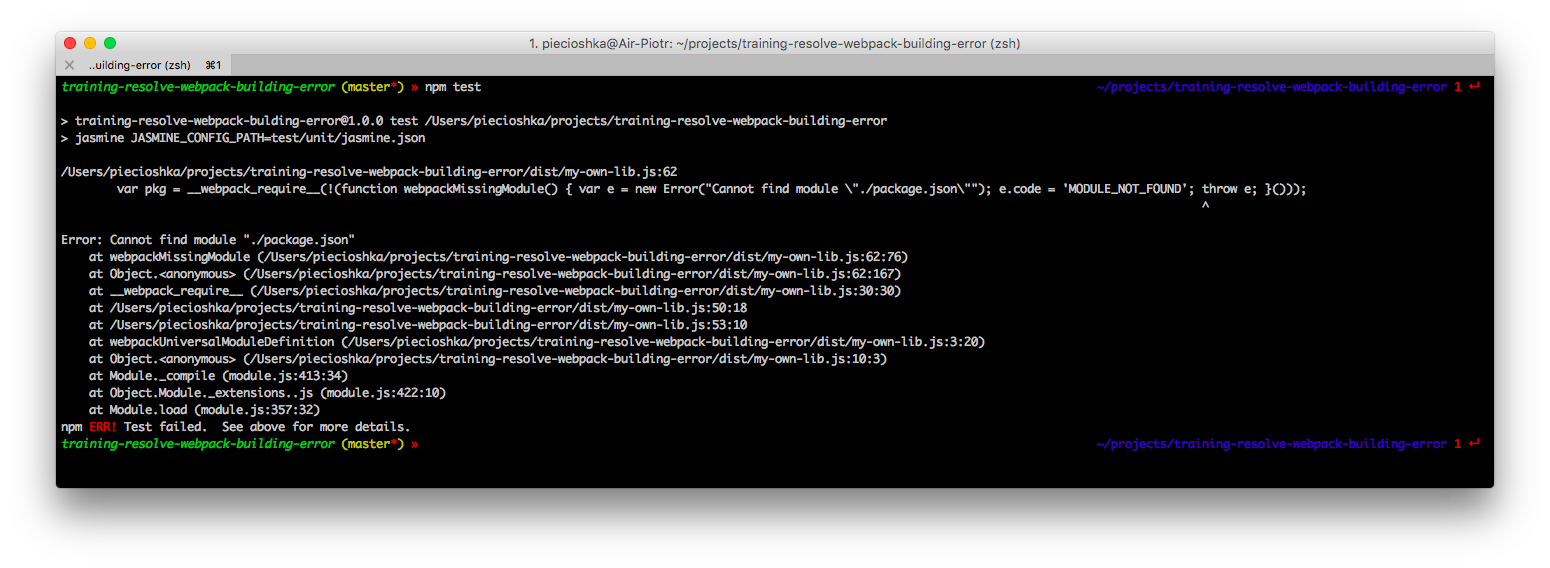 1. piecioshka@Air-Piotr: ~/projects/training-resolve-webpack-building-error (zsh)
..uilding-error (zsh) ⌘1
training-resolve-webpack-building-error (master*) » npm test ~/projects/training-resolve-webpack-building-error 1 ↵
> training-resolve-webpack-bulding-error@1.0.0 test /Users/piecioshka/projects/training-resolve-webpack-building-error
> jasmine JASMINE_CONFIG_PATH=test/unit/jasmine.json
/Users/piecioshka/projects/training-resolve-webpack-building-error/dist/my-own-lib.js:62
var pkg = __webpack_require__(!(function webpackMissingModule() { var e = new Error("Cannot find module \"./package.json\""); e.code = 'MODULE_NOT_FOUND'; throw e; }()));
^
Error: Cannot find module "./package.json"
at webpackMissingModule (/Users/piecioshka/projects/training-resolve-webpack-building-error/dist/my-own-lib.js:62:76)
at Object.<anonymous> (/Users/piecioshka/projects/training-resolve-webpack-building-error/dist/my-own-lib.js:62:167)
at __webpack_require__ (/Users/piecioshka/projects/training-resolve-webpack-building-error/dist/my-own-lib.js:30:30)
at /Users/piecioshka/projects/training-resolve-webpack-building-error/dist/my-own-lib.js:50:18
at /Users/piecioshka/projects/training-resolve-webpack-building-error/dist/my-own-lib.js:53:10
at webpackUniversalModuleDefinition (/Users/piecioshka/projects/training-resolve-webpack-building-error/dist/my-own-lib.js:3:20)
at Object.<anonymous> (/Users/piecioshka/projects/training-resolve-webpack-building-error/dist/my-own-lib.js:10:3)
at Module._compile (module.js:413:34)
at Object.Module._extensions..js (module.js:422:10)
at Module.load (module.js:357:32)
npm ERR! Test failed.  See above for more details.
training-resolve-webpack-building-error (master*) » ~/projects/training-resolve-webpack-building-error 1 ↵